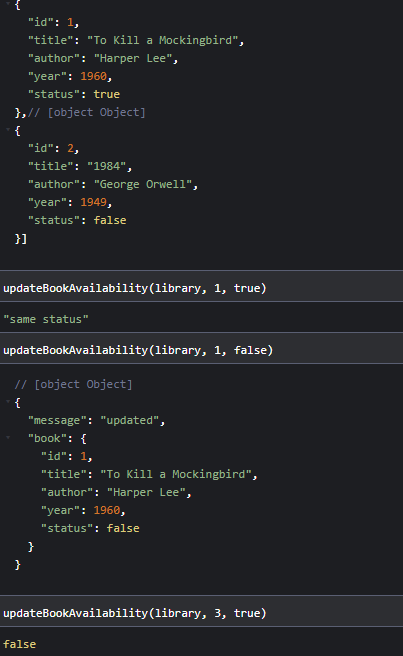 {
"id": 1,
"title": "To Kill a Mockingbird",
"author": "Harper Lee",
"year": 1960,
"status": true
},// [object Object]
{
"id": 2,
"title": "1984",
"author": "George Orwell",
"year": 1949,
"status": false
}]
updateBookAvailability(library, 1, true)
"same status"
updateBookAvailability(library, 1, false)
// [object Object]
{
"message": "updated",
"book": {
"id": 1,
"title": "To Kill a Mockingbird",
"author": "Harper Lee",
"year": 1960,
"status": false
}
}
updateBookAvailability(library, 3, true)
false